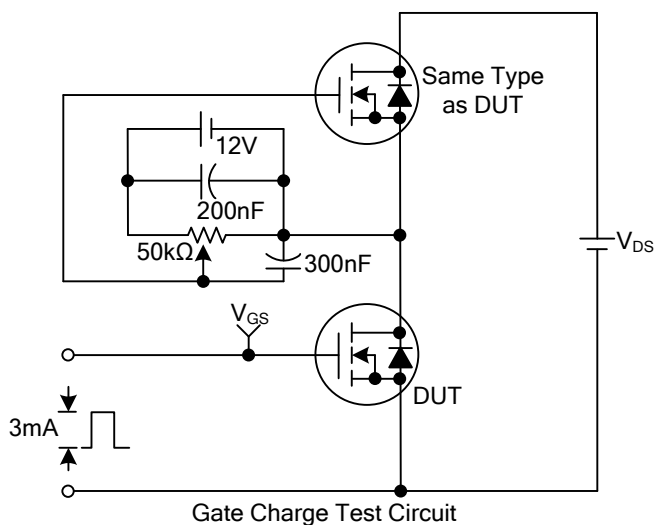 Same Type
as DUT
12V
200nF
50kΩ
300nF
VDS
VGS
DUT
3mA
Gate Charge Test Circuit